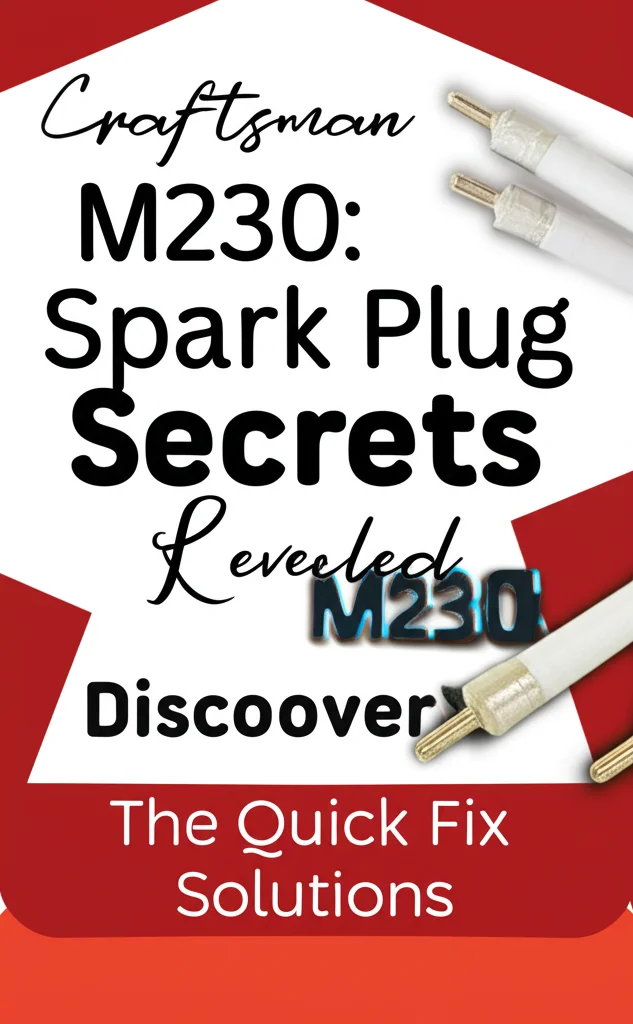 Craftsman
M230:
Spark Plug
Secrets
Reveeled
M230
Discoover
The Quick Fix
Solutions